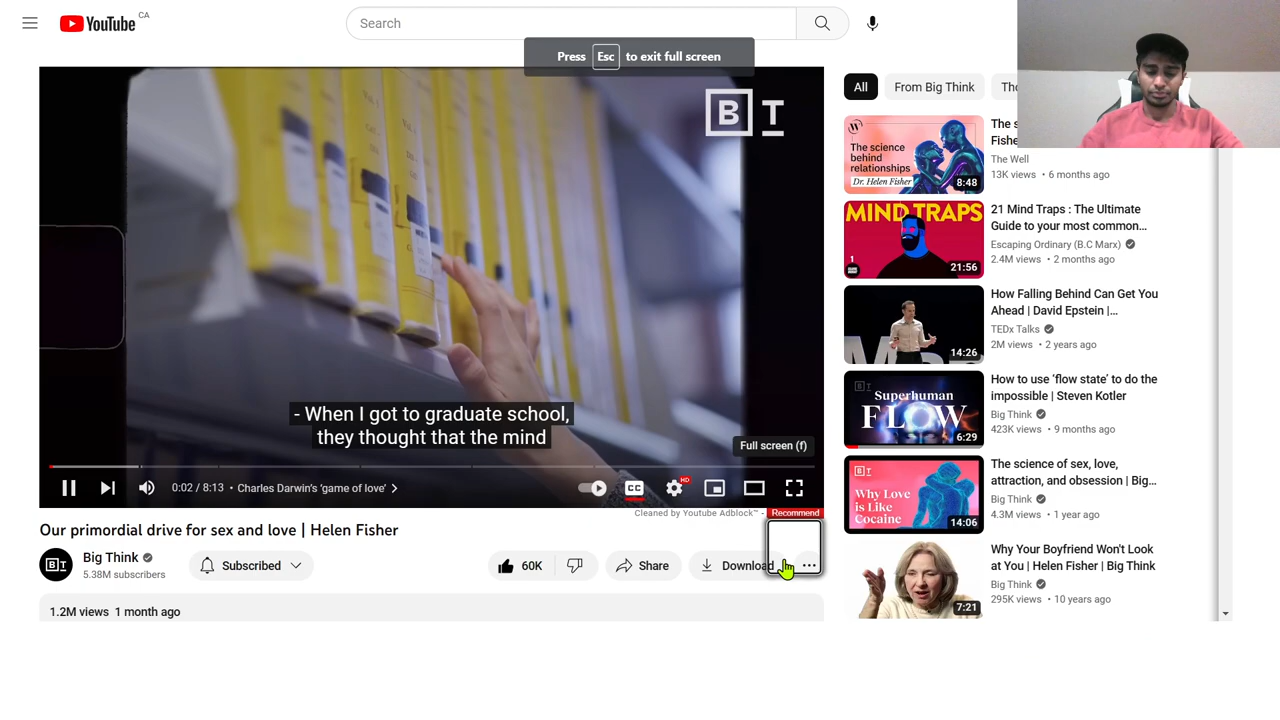 YouTube CA
Search
Press Esc to exit full screen
B T
- When I got to graduate school,
they thought that the mind
Full screen (f)
0:02 / 8:13 • Charles Darwin's ‘game of love’
CC
HD
Cleaned by Youtube Adblock™ - Recommend
Our primordial drive for sex and love | Helen Fisher
BT
Big Think
5.38M subscribers
Subscribed
60K
Share
Download
1.2M views 1 month ago
All
From Big Think
Tho
The science
behind
relationships
Dr. Helen Fisher
8:48
The s
Fishe
The Well
13K views • 6 months ago
MIND TRAPS
1
21:56
21 Mind Traps : The Ultimate
Guide to your most common...
Escaping Ordinary (B.C Marx)
2.4M views • 2 months ago
14:26
How Falling Behind Can Get You
Ahead | David Epstein |...
TEDx Talks
2M views • 2 years ago
BT
Superhuman
FLOW
6:29
How to use ‘flow state’ to do the
impossible | Steven Kotler
Big Think
423K views • 9 months ago
BT
Why Love
is Like
Cocaine
14:06
The science of sex, love,
attraction, and obsession | Big...
Big Think
4.3M views • 1 year ago
7:21
Why Your Boyfriend Won't Look
at You | Helen Fisher | Big Think
Big Think
295K views • 10 years ago